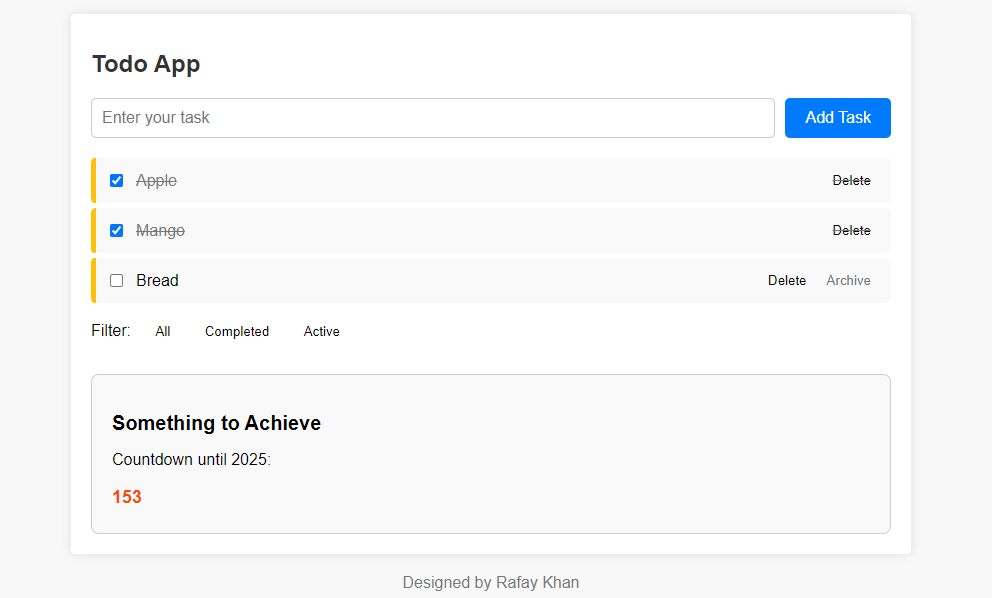 Todo App
Enter your task
Add Task
Apple Delete
Mango Delete
Bread Delete Archive
Filter: All Completed Active
Something to Achieve
Countdown until 2025:
153
Designed by Rafay Khan